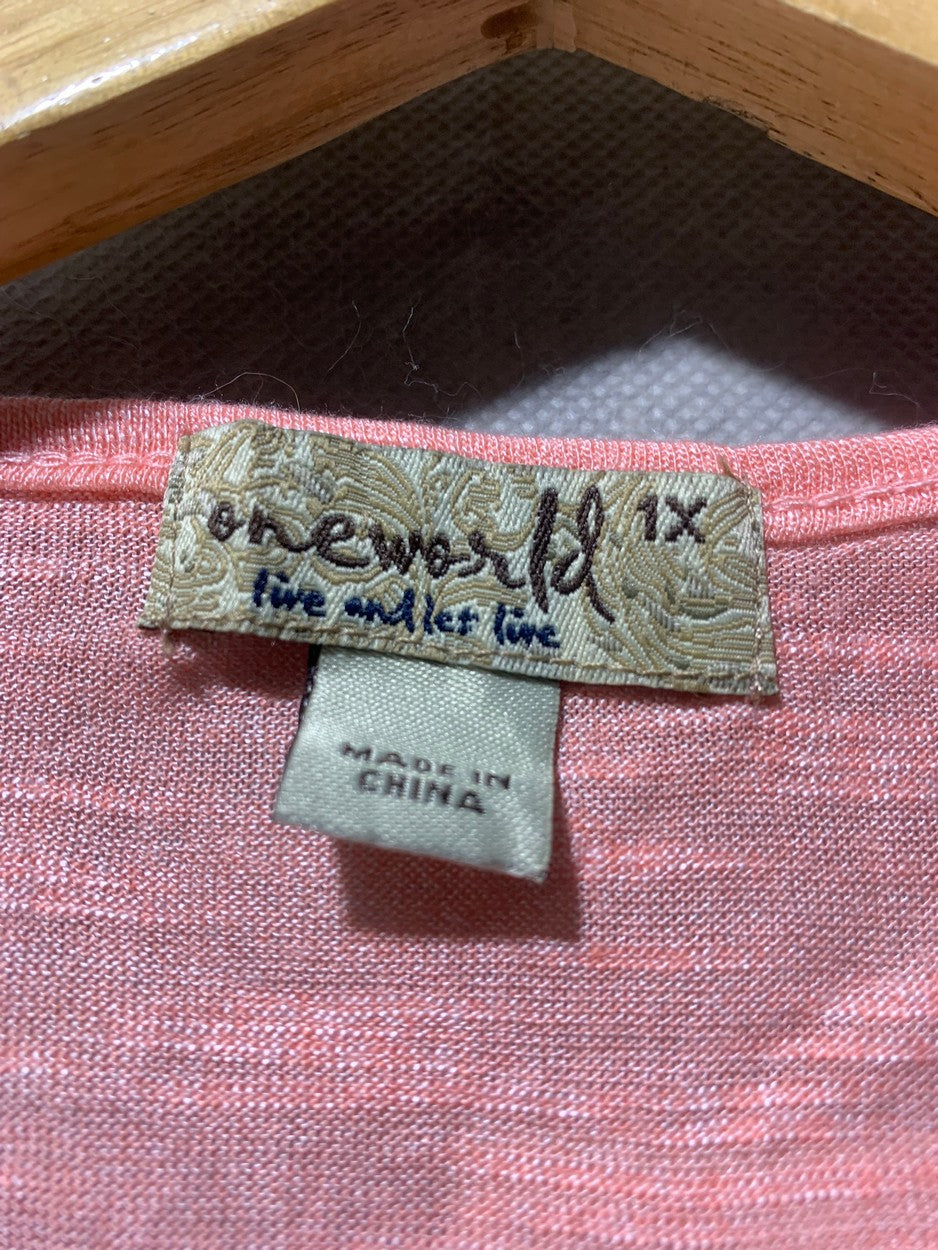 oneworld 1X
live and let live
MADE IN
CHINA